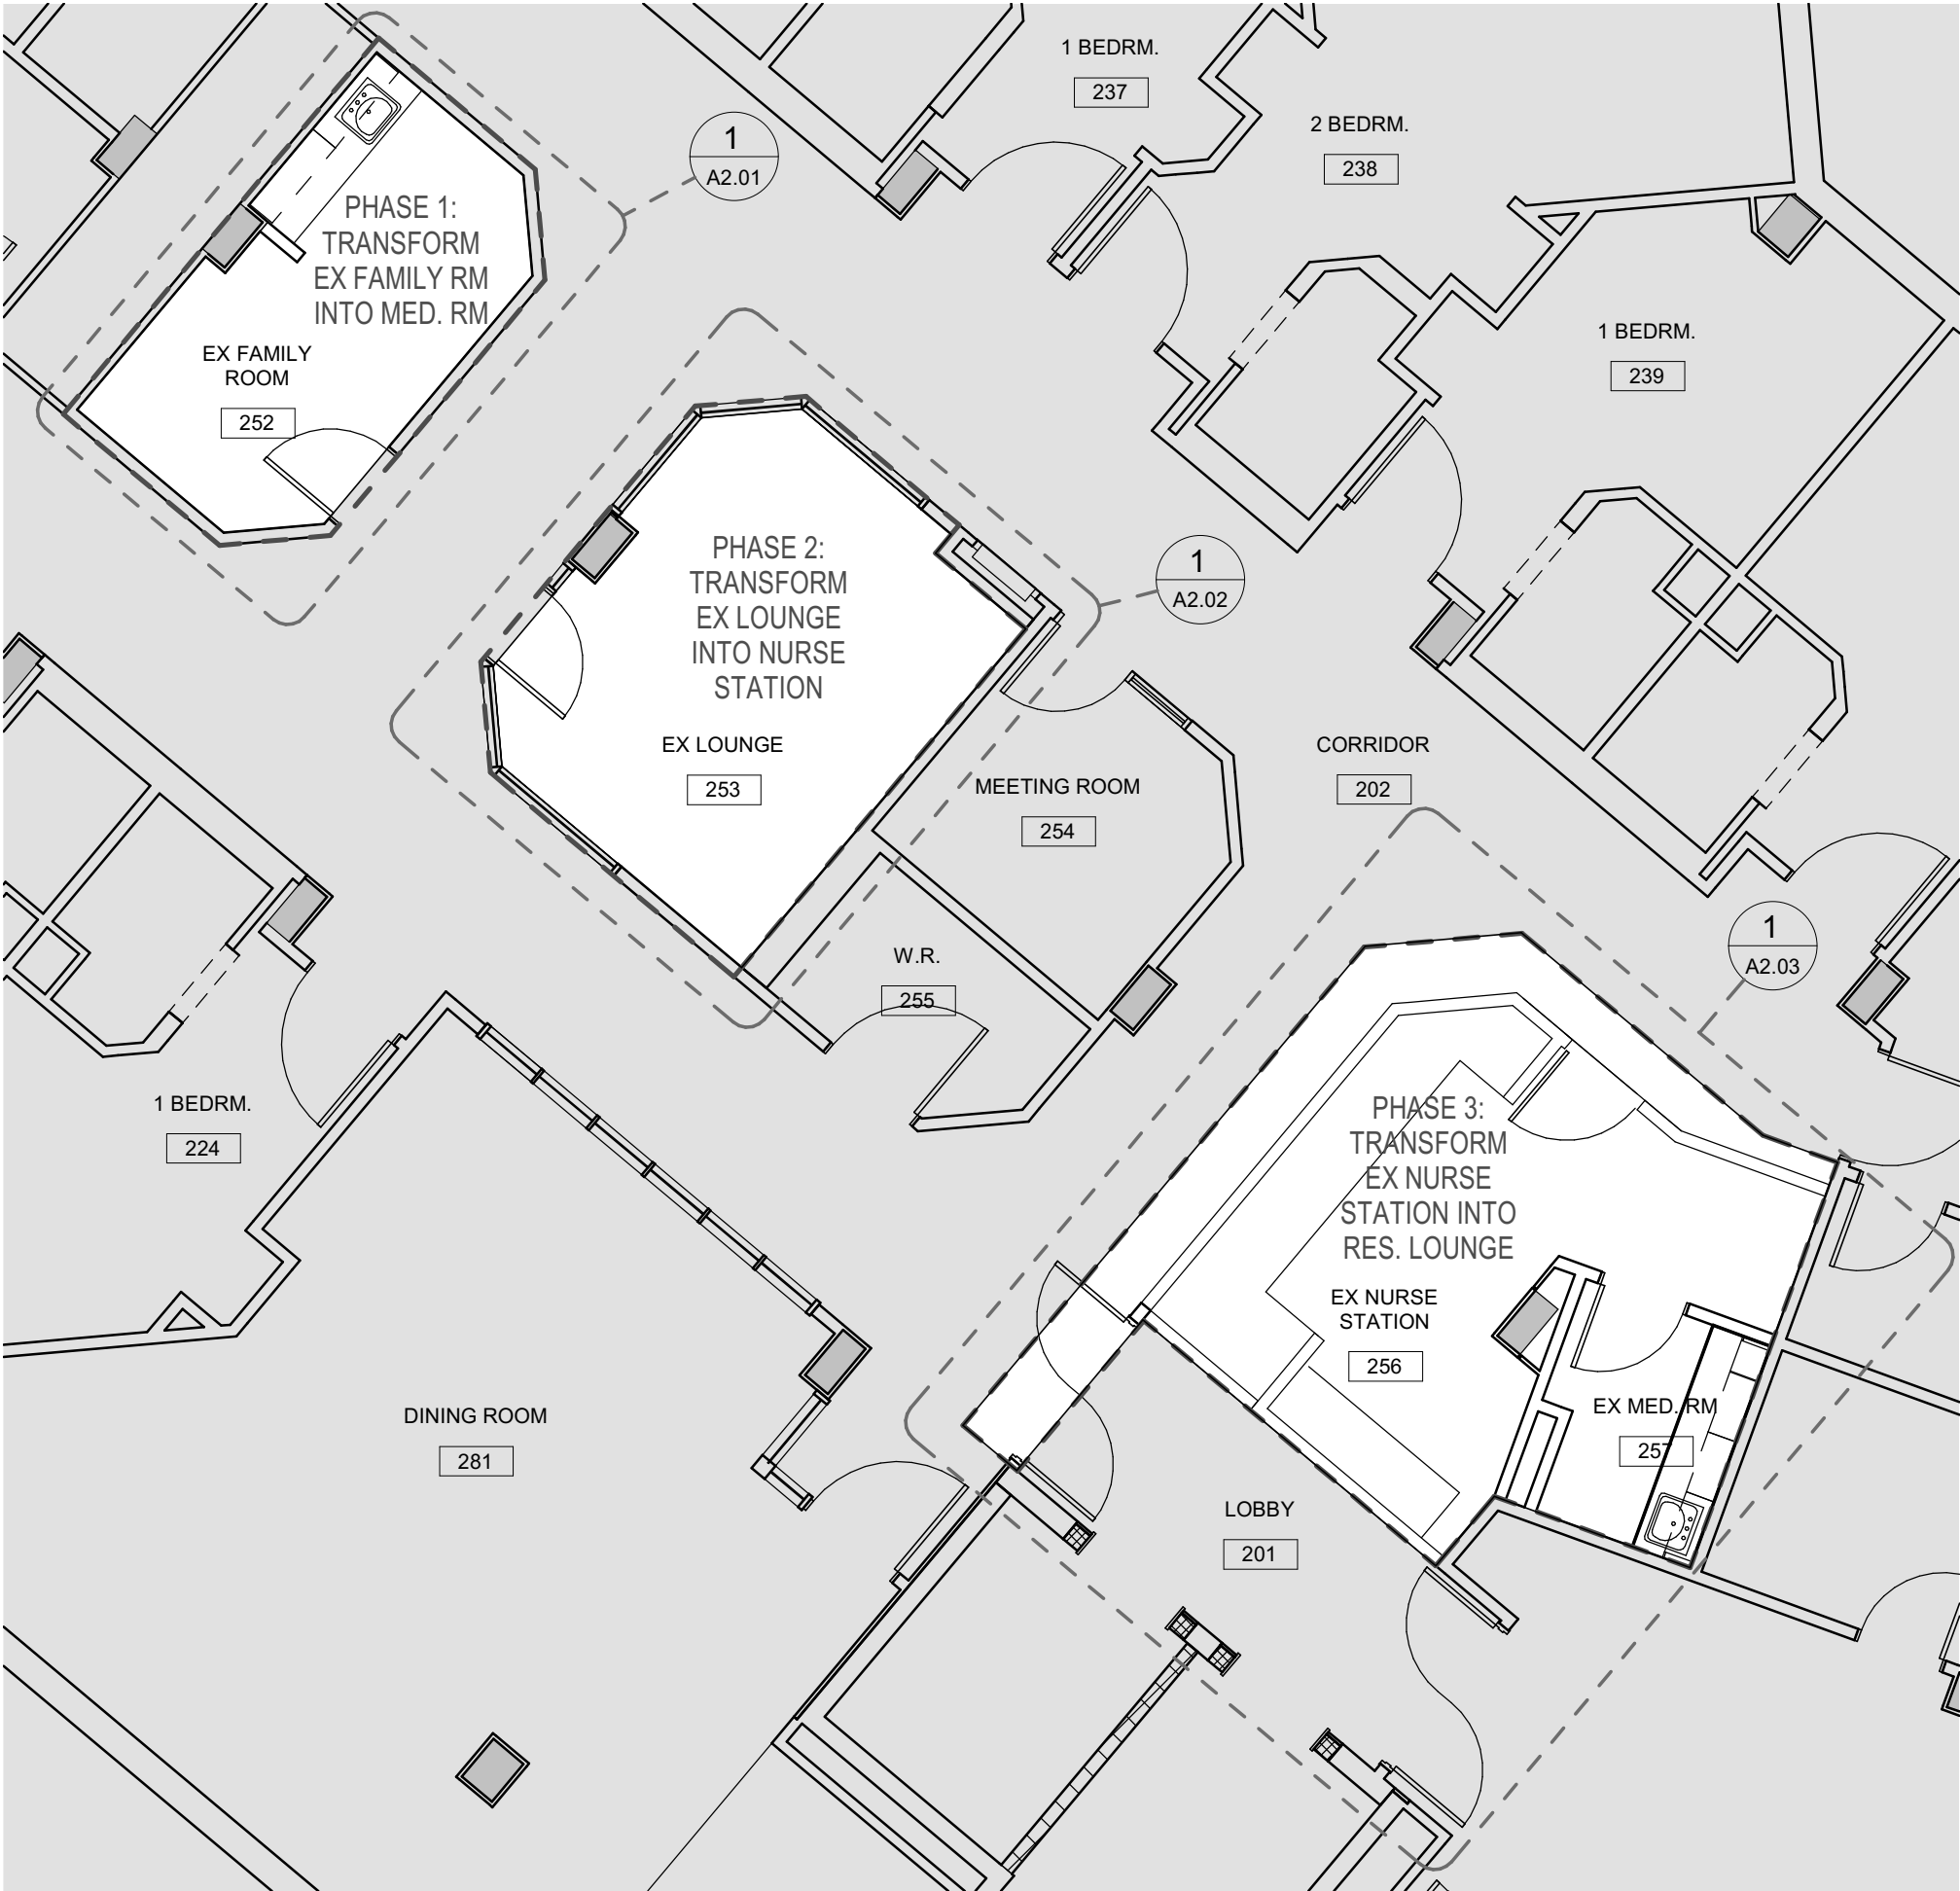 1 BEDRM.
237
2 BEDRM.
238
1
A2.01
PHASE 1:
TRANSFORM
EX FAMILY RM
INTO MED. RM
EX FAMILY
ROOM
252
1 BEDRM.
239
PHASE 2:
TRANSFORM
EX LOUNGE
INTO NURSE
STATION
1
A2.02
EX LOUNGE
253
MEETING ROOM
254
CORRIDOR
202
W.R.
255
1
A2.03
1 BEDRM.
224
PHASE 3:
TRANSFORM
EX NURSE
STATION INTO
RES. LOUNGE
EX NURSE
STATION
256
EX MED. RM
257
DINING ROOM
281
LOBBY
201